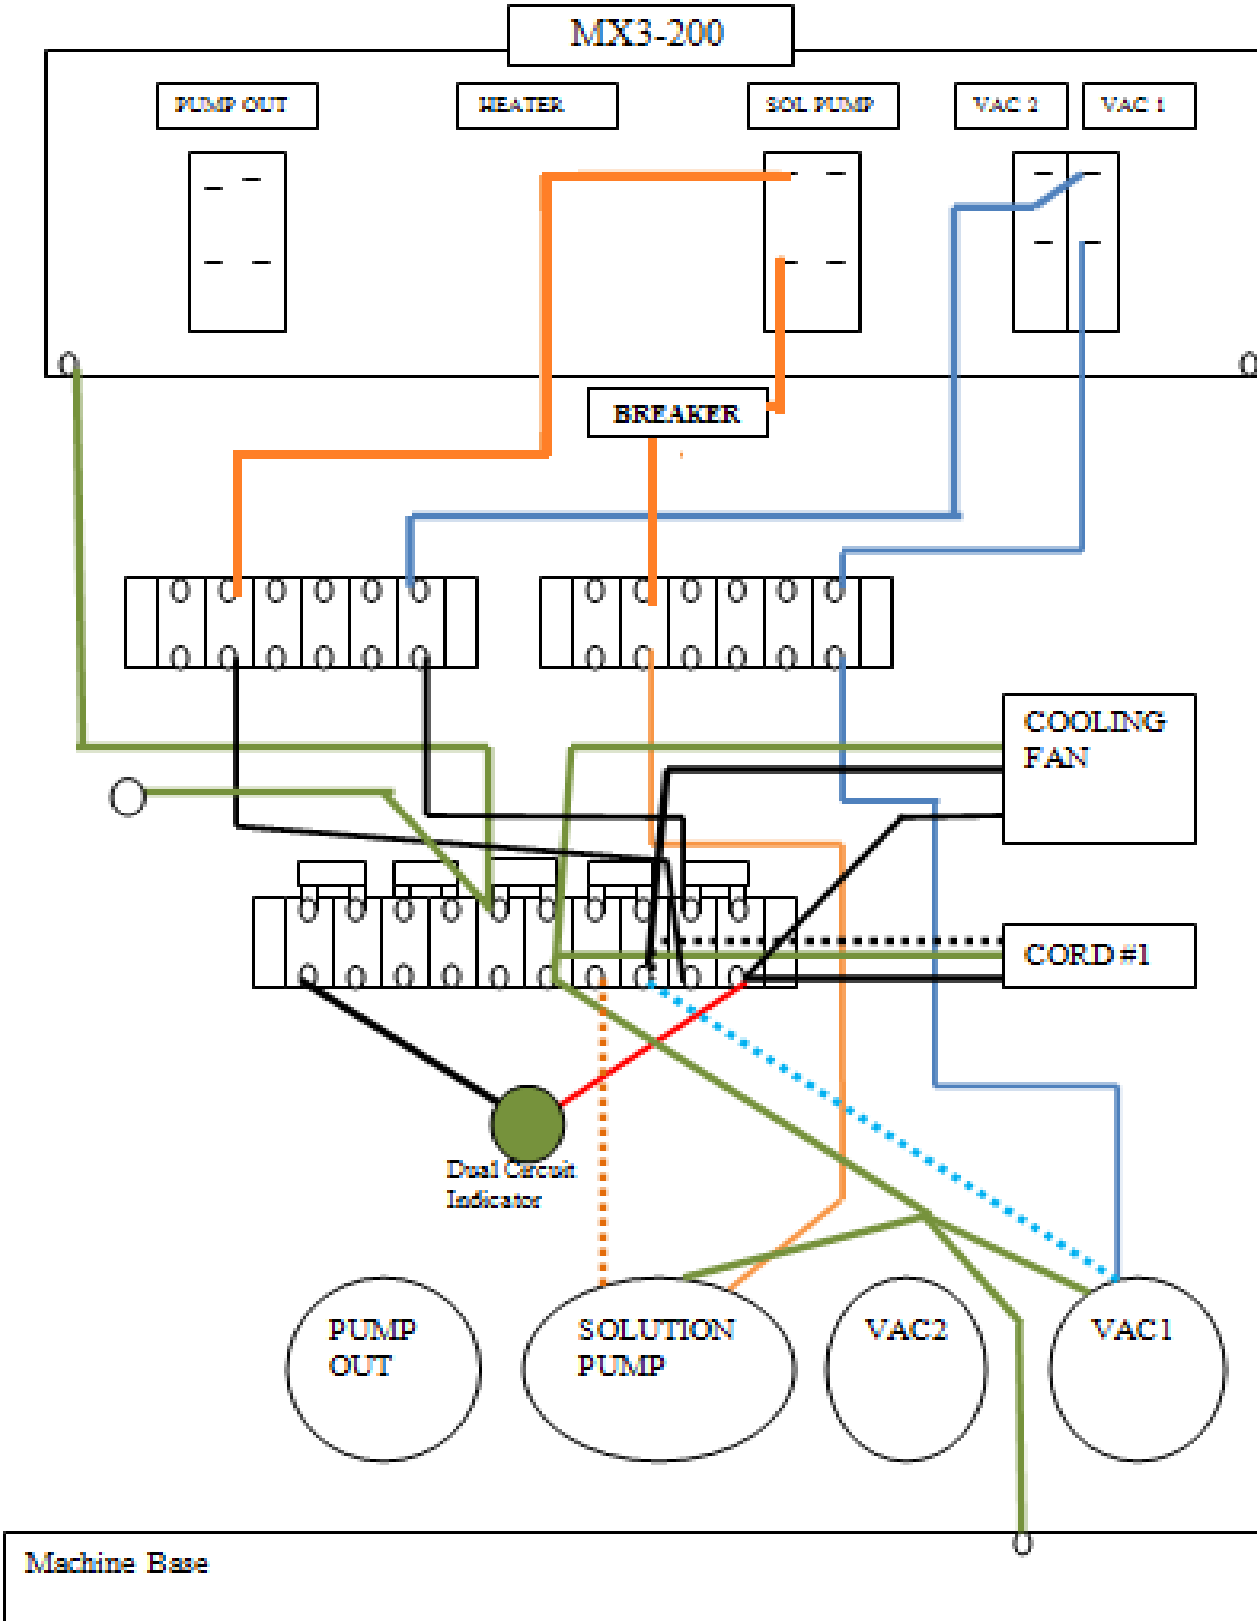 MX3-200
PUMP OUT
HEATER
SOL PUMP
VAC 2
VAC 1
BREAKER
COOLING
FAN
CORD #1
Dual Circuit
Indicator
PUMP
OUT
SOLUTION
PUMP
VAC2
VAC1
Machine Base